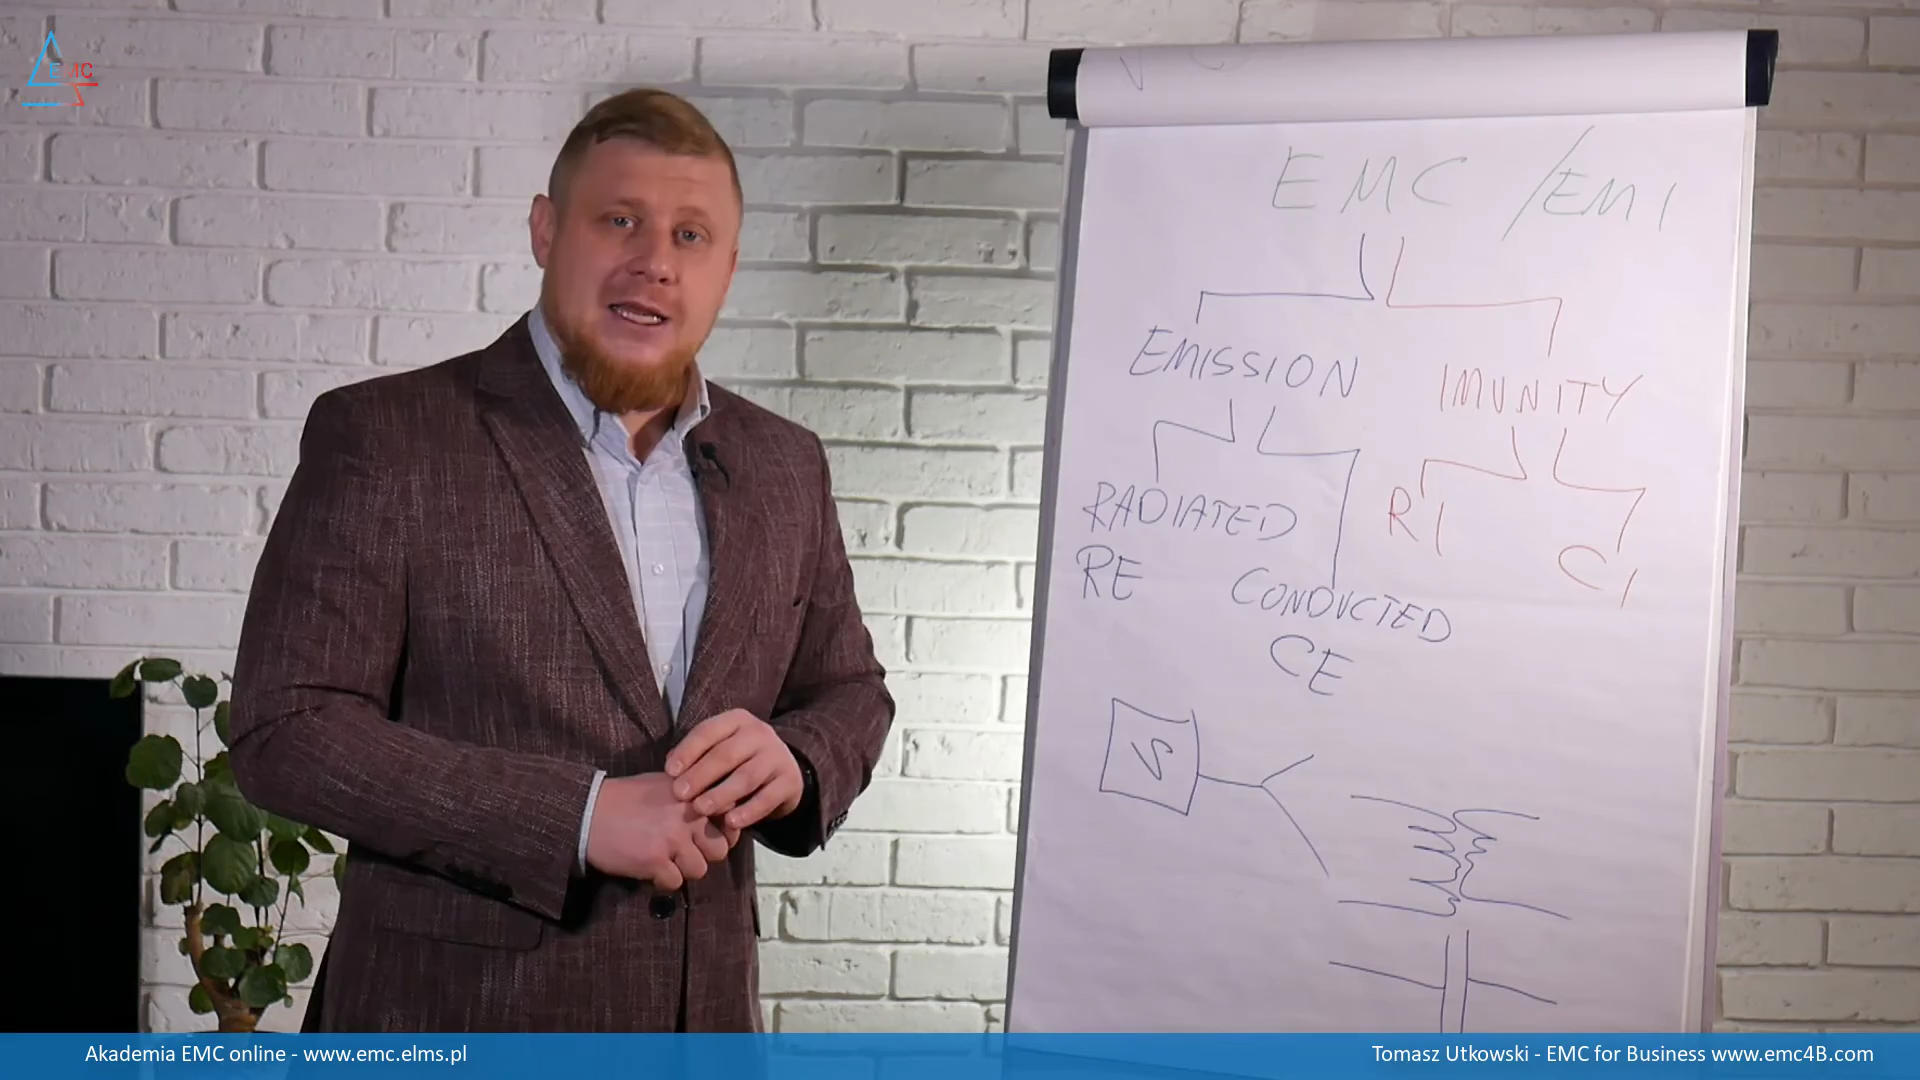 EMC
EMC /EMI
EMISSION
IMUNITY
RADIATED
RI
RE
CI
CONDUCTED
CE
S
Akademia EMC online - www.emc.elms.pl
Tomasz Utkowski - EMC for Business www.emc4B.com